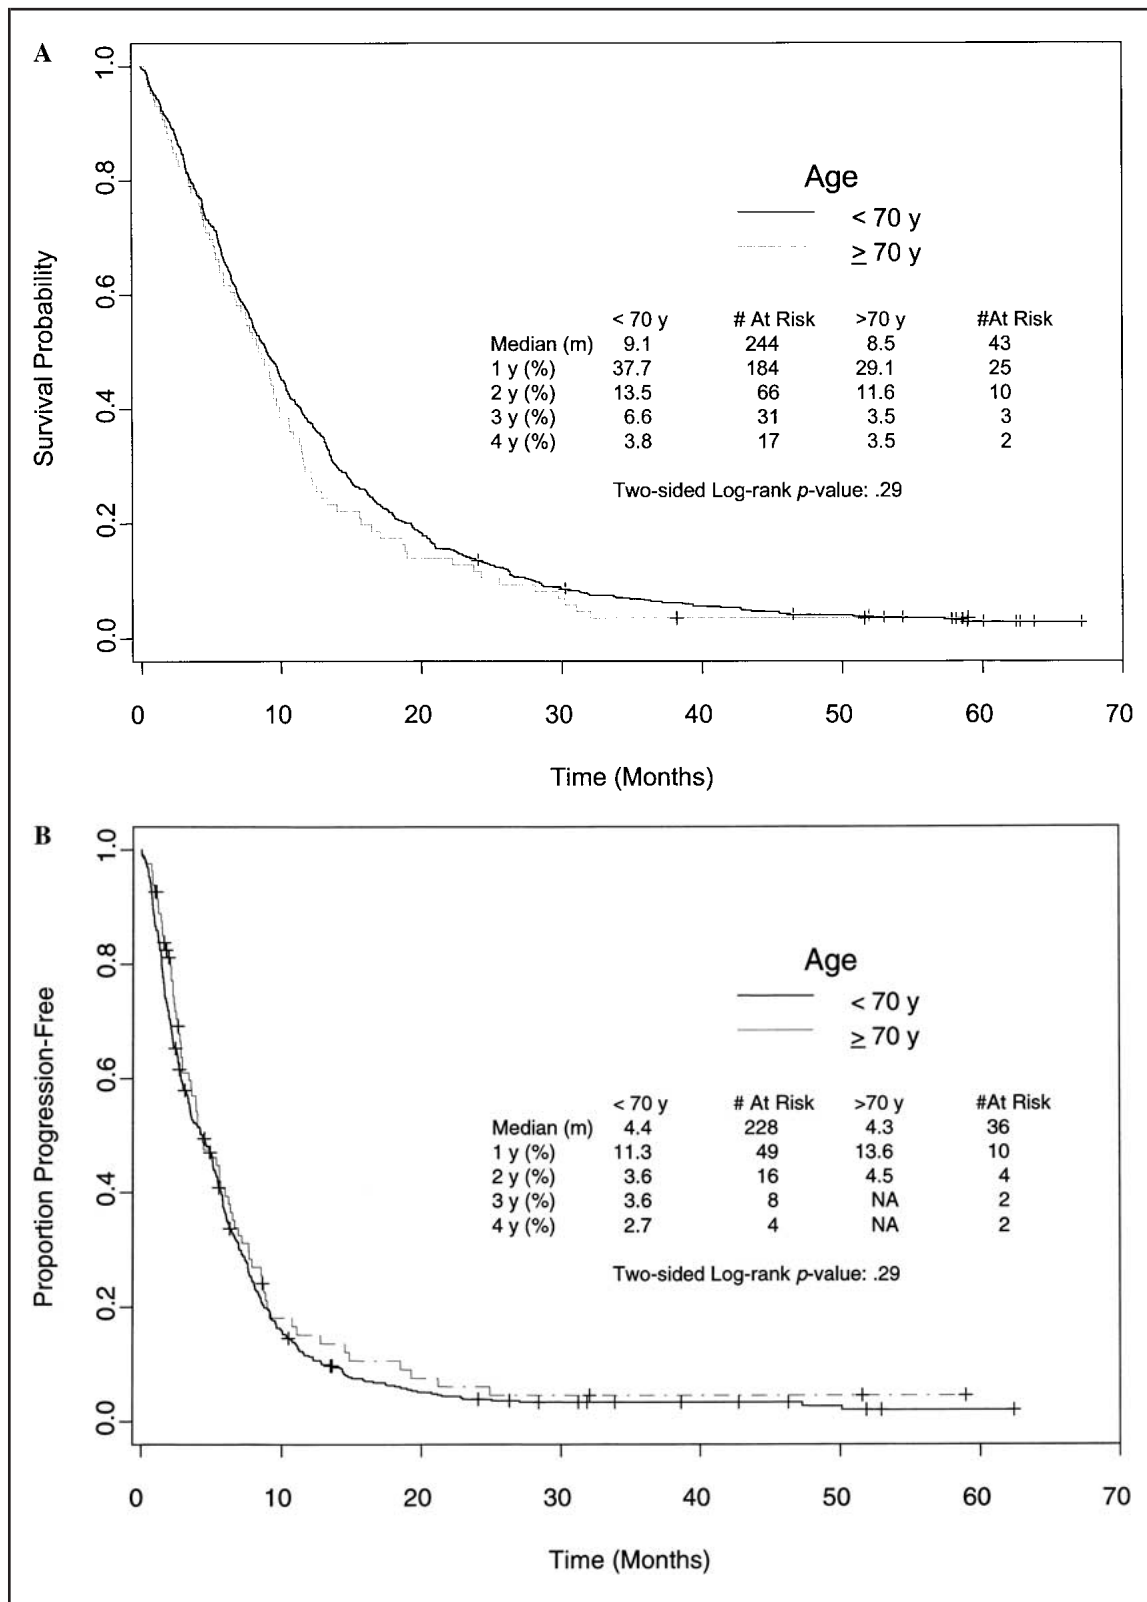 A
1.0
0.8
0.6
0.4
0.2
0.0
Survival Probability
Age
< 70 y
≥ 70 y
< 70 y # At Risk >70 y #At Risk
Median (m) 9.1 244 8.5 43
1 y (%) 37.7 184 29.1 25
2 y (%) 13.5 66 11.6 10
3 y (%) 6.6 31 3.5 3
4 y (%) 3.8 17 3.5 2
Two-sided Log-rank p-value: .29
0 10 20 30 40 50 60 70
Time (Months)
B
1.0
0.8
0.6
0.4
0.2
0.0
Proportion Progression-Free
Age
< 70 y
≥ 70 y
< 70 y # At Risk >70 y #At Risk
Median (m) 4.4 228 4.3 36
1 y (%) 11.3 49 13.6 10
2 y (%) 3.6 16 4.5 4
3 y (%) 3.6 8 NA 2
4 y (%) 2.7 4 NA 2
Two-sided Log-rank p-value: .29
0 10 20 30 40 50 60 70
Time (Months)